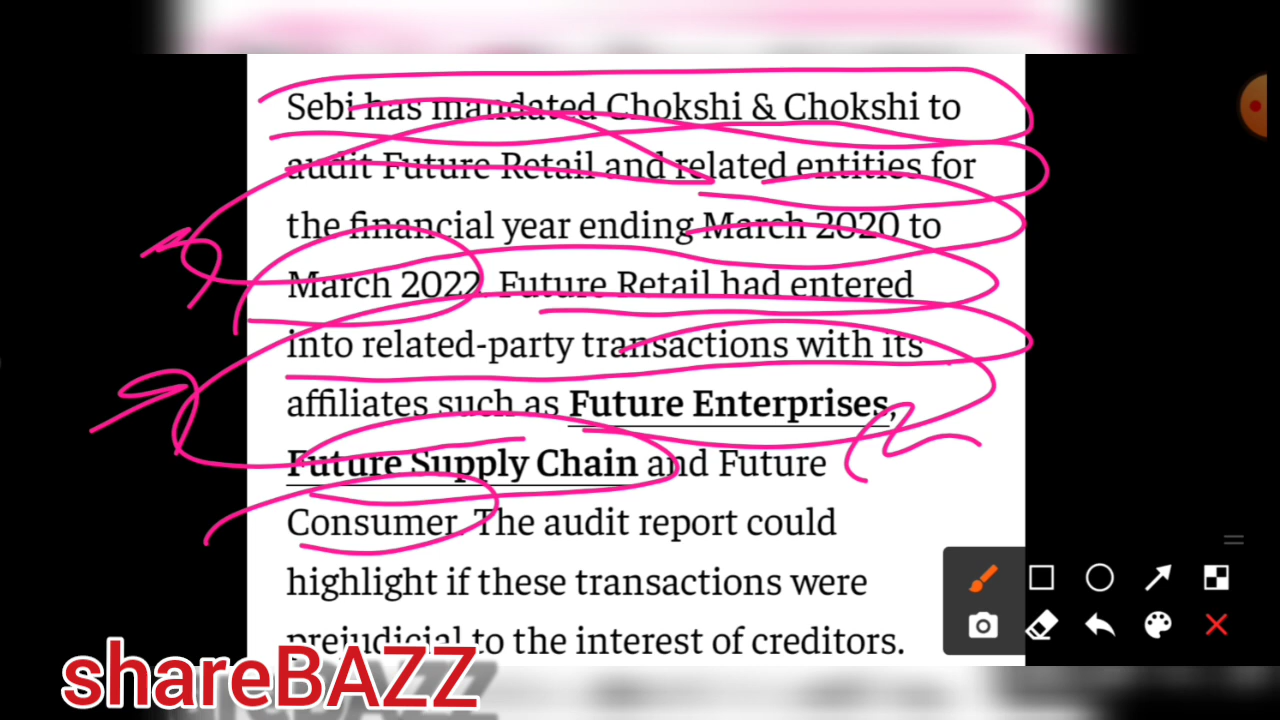 Sebi has mandated Chokshi & Chokshi to
audit Future Retail and related entities for
the financial year ending March 2020 to
March 2022. Future Retail had entered
into related-party transactions with its
affiliates such as Future Enterprises,
Future Supply Chain and Future
Consumer. The audit report could
highlight if these transactions were
prejudicial to the interest of creditors.
shareBAZZ